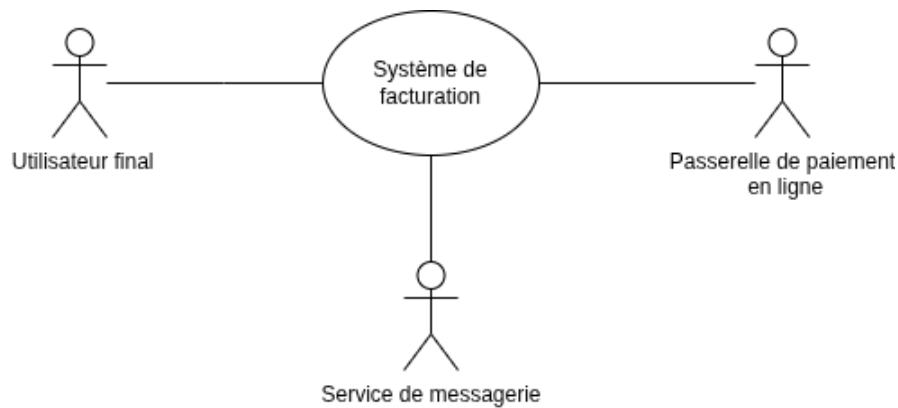 Système de
facturation
Utilisateur final
Passerelle de paiement
en ligne
Service de messagerie